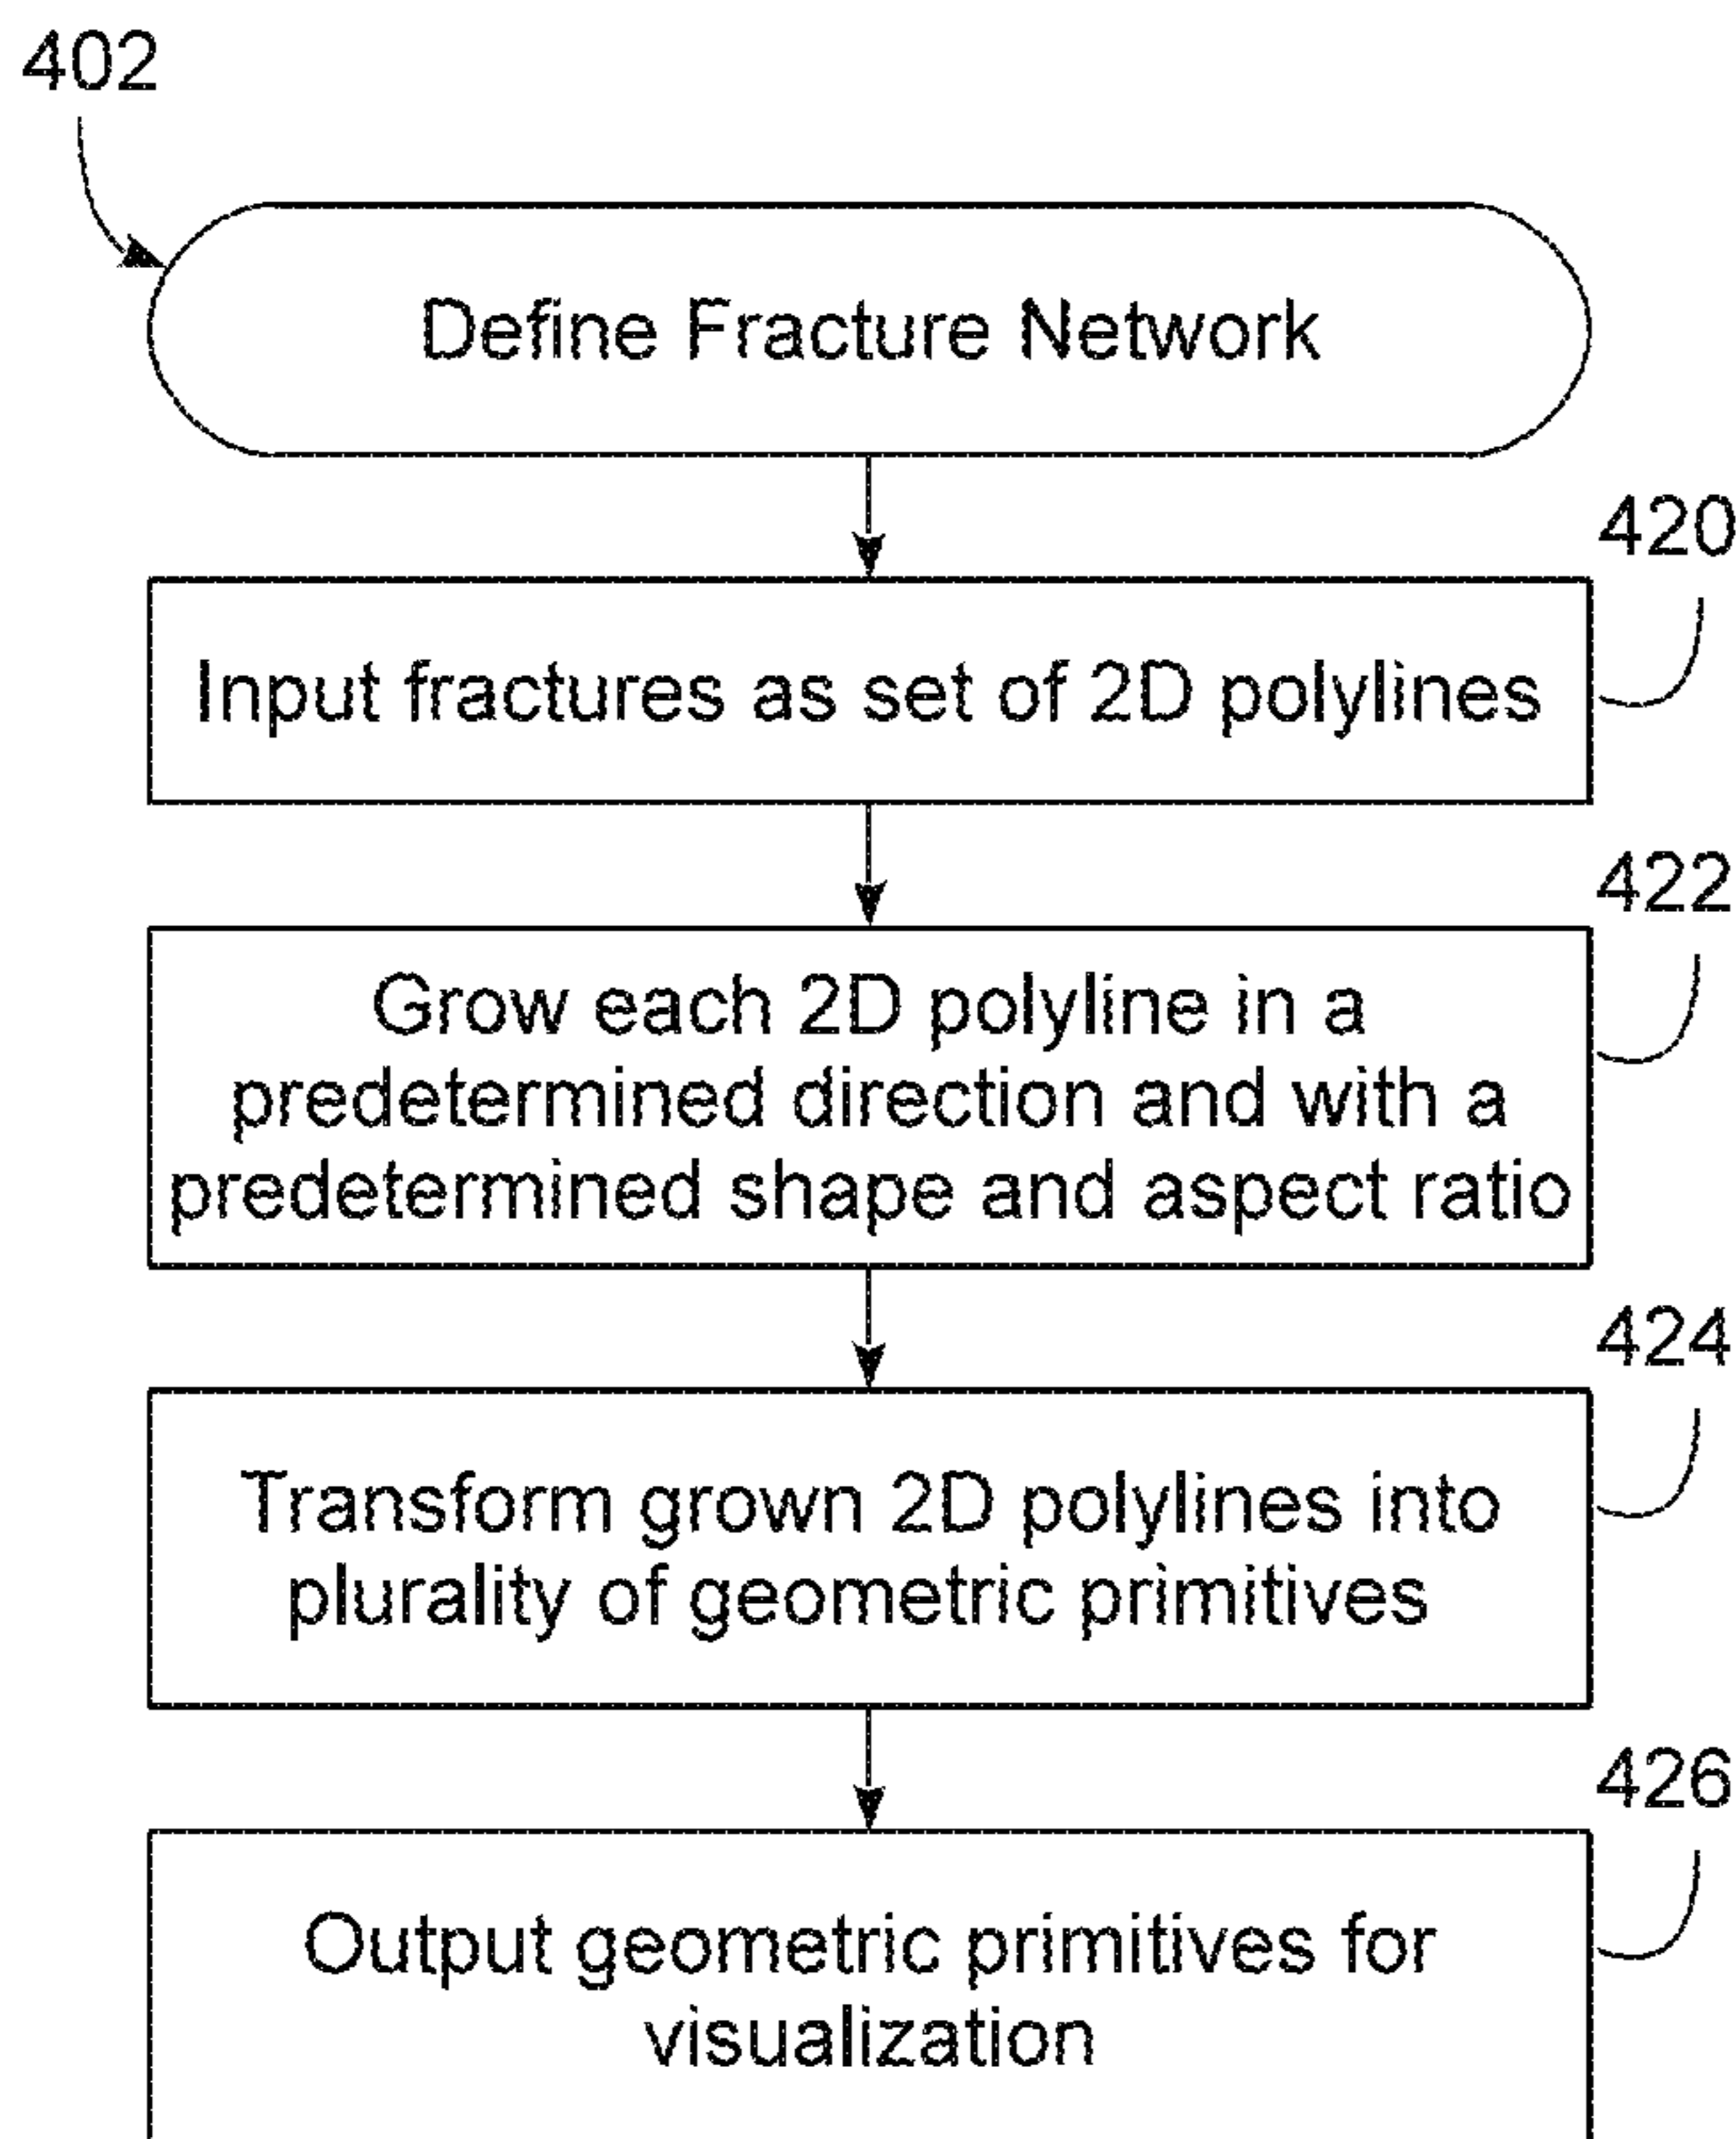 402
Define Fracture Network
420
Input fractures as set of 2D polylines
422
Grow each 2D polyline in a
predetermined direction and with a
predetermined shape and aspect ratio
424
Transform grown 2D polylines into
plurality of geometric primitives
426
Output geometric primitives for
visualization